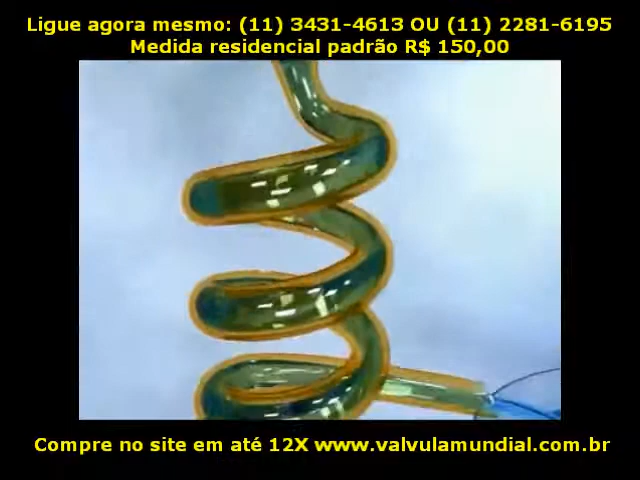 Ligue agora mesmo: (11) 3431-4613 OU (11) 2281-6195
Medida residencial padrão R$ 150,00
Compre no site em até 12X www.valvulamundial.com.br